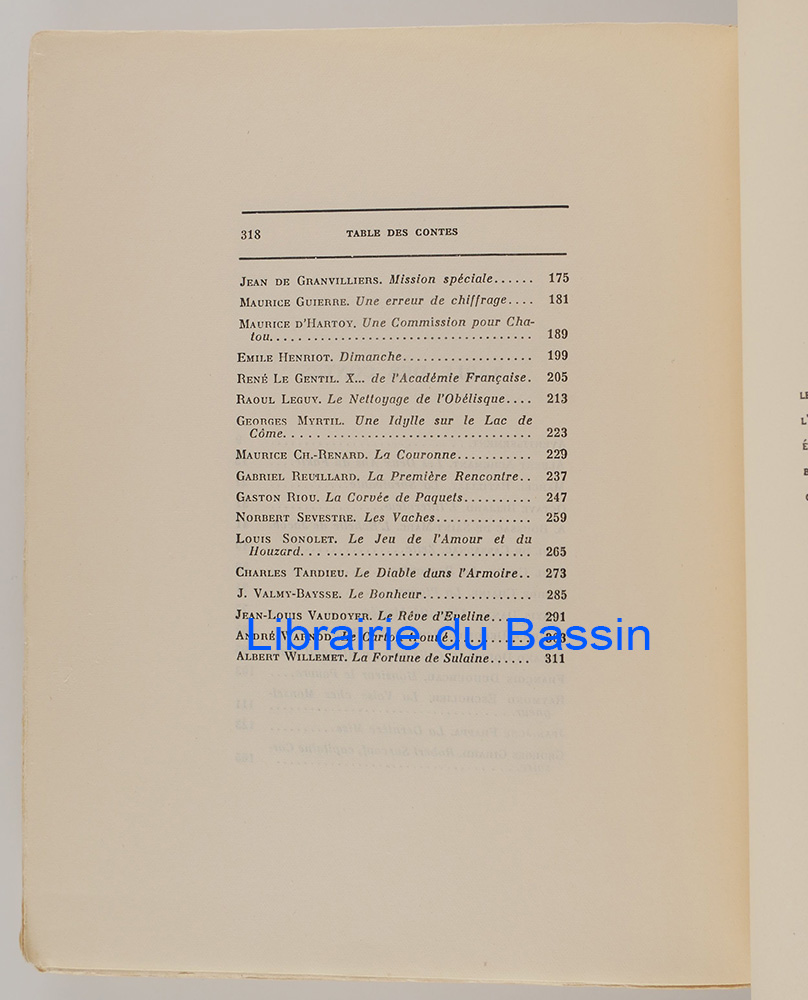 318 TABLE DES CONTES
JEAN DE GRANVILLIERS. Mission spéciale...... 175
MAURICE GUIERRE. Une erreur de chiffrage.... 181
MAURICE D'HARTOY. Une Commission pour Cha-
tou.................................... 189
EMILE HENRIOT. Dimanche................... 199
RENÉ LE GENTIL. X... de l'Académie Française. 205
RAOUL LEGUY. Le Nettoyage de l'Obélisque.... 213
GEORGES MYRTIL. Une Idylle sur le Lac de
Côme.................................. 223
MAURICE CH.-RENARD. La Couronne........... 229
GABRIEL REUILLARD. La Première Rencontre.. 237
GASTON RIOU. La Corvée de Paquets.......... 247
NORBERT SEVESTRE. Les Vaches.............. 259
LOUIS SONOLET. Le Jeu de l'Amour et du
Houzard................................ 265
CHARLES TARDIEU. Le Diable dans l'Armoire.. 273
J. VALMY-BAYSSE. Le Bonheur................ 285
JEAN-LOUIS VAUDOYER. Le Rêve d'Eveline...... 291
ANDRÉ WARNOD. Le
Librairie du Bassin
ALBERT WILLEMET. La Fortune de Sulaine...... 311